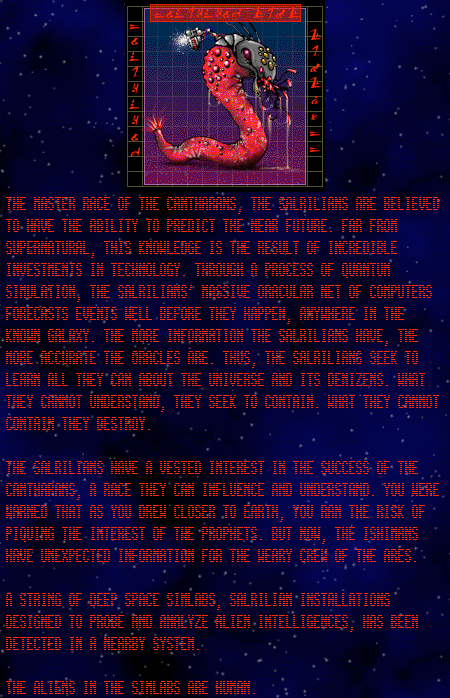 THE MASTER RACE OF THE CANTHARANS, THE SALRILIANS ARE BELIEVED
TO HAVE THE ABILITY TO PREDICT THE NEAR FUTURE. FAR FROM
SUPERNATURAL, THIS KNOWLEDGE IS THE RESULT OF INCREDIBLE
INVESTMENTS IN TECHNOLOGY. THROUGH A PROCESS OF QUANTUM
SIMULATION, THE SALRILIANS' MASSIVE ORACULAR NET OF COMPUTERS
FORECASTS EVENTS WELL BEFORE THEY HAPPEN, ANYWHERE IN THE
KNOWN GALAXY. THE MORE INFORMATION THE SALRILIANS HAVE, THE
MORE ACCURATE THE ORACLES ARE. THUS, THE SALRILIANS SEEK TO
LEARN ALL THEY CAN ABOUT THE UNIVERSE AND ITS DENIZENS. WHAT
THEY CANNOT UNDERSTAND, THEY SEEK TO CONTAIN. WHAT THEY CANNOT
CONTAIN THEY DESTROY.
THE SALRILIANS HAVE A VESTED INTEREST IN THE SUCCESS OF THE
CANTHARANS, A RACE THEY CAN INFLUENCE AND UNDERSTAND. YOU WERE
WARNED THAT AS YOU DREW CLOSER TO EARTH, YOU RAN THE RISK OF
PIQUING THE INTEREST OF THE PROPHETS. BUT NOW, THE ISHIMANS
HAVE UNEXPECTED INFORMATION FOR THE WEARY CREW OF THE ARES.
A STRING OF DEEP SPACE SIMLABS, SALRILIAN INSTALLATIONS
DESIGNED TO PROBE AND ANALYZE ALIEN INTELLIGENCES, HAS BEEN
DETECTED IN A NEARBY SYSTEM.
THE ALIENS IN THE SIMLABS ARE HUMAN.